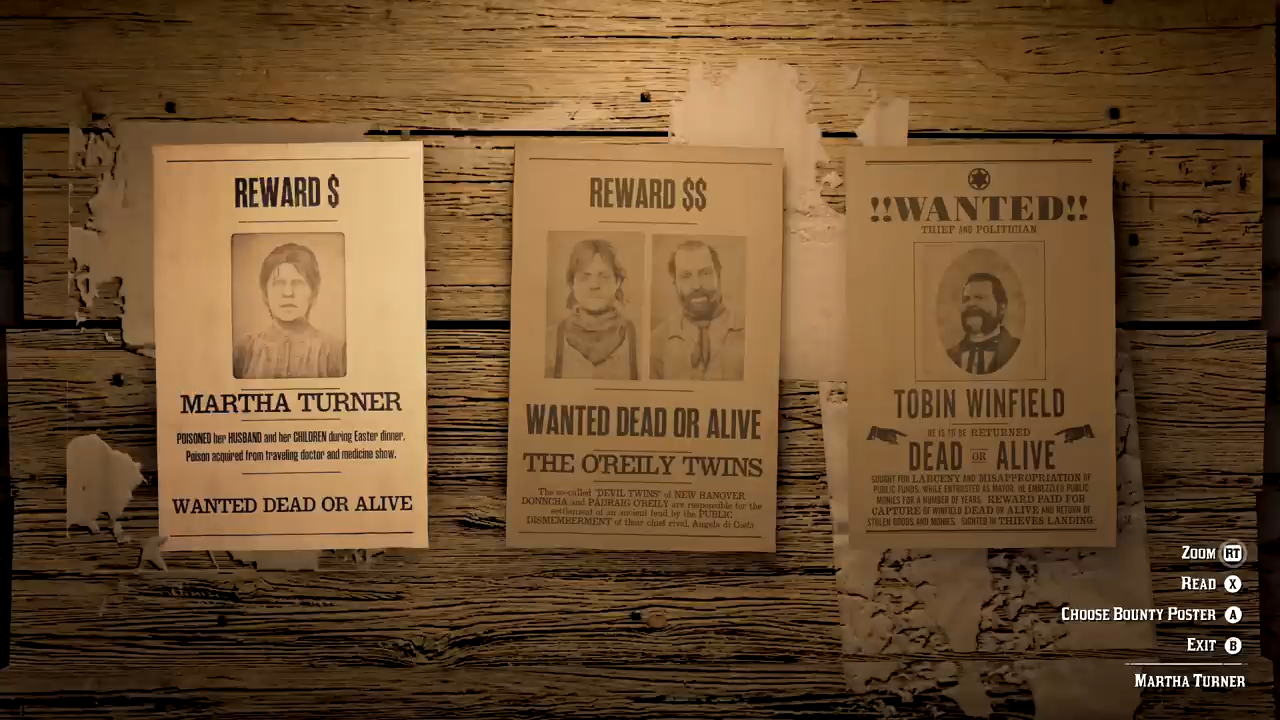 REWARD $
MARTHA TURNER
POISONED her HUSBAND and her CHILDREN during Easter dinner.
Poison acquired from traveling doctor and medicine show.
WANTED DEAD OR ALIVE
REWARD $$
WANTED DEAD OR ALIVE
THE O'REILY TWINS
The so-called "DEVIL TWINS" of NEW HANOVER
DONNCHA and PÁDRAIG O'REILY are responsible for the
settlement of an ancient feud by the PUBLIC
DISMEMBERMENT of their chief rival, Angelo di Costa
!!WANTED!!
THIEF AND POLITICIAN
TOBIN WINFIELD
HE IS TO BE RETURNED
DEAD OR ALIVE
SOUGHT FOR LARCENY AND MISAPPROPRIATION OF
PUBLIC FUNDS. WHILE ENTRUSTED AS MAYOR, HE EMBEZZLED PUBLIC
MONIES FOR A NUMBER OF YEARS. REWARD PAID FOR
CAPTURE OF WINFIELD DEAD OR ALIVE AND RETURN OF
STOLEN GOODS AND MONIES. SIGHTED IN THIEVES LANDING.
ZOOM RT
READ X
CHOOSE BOUNTY POSTER A
EXIT B
MARTHA TURNER